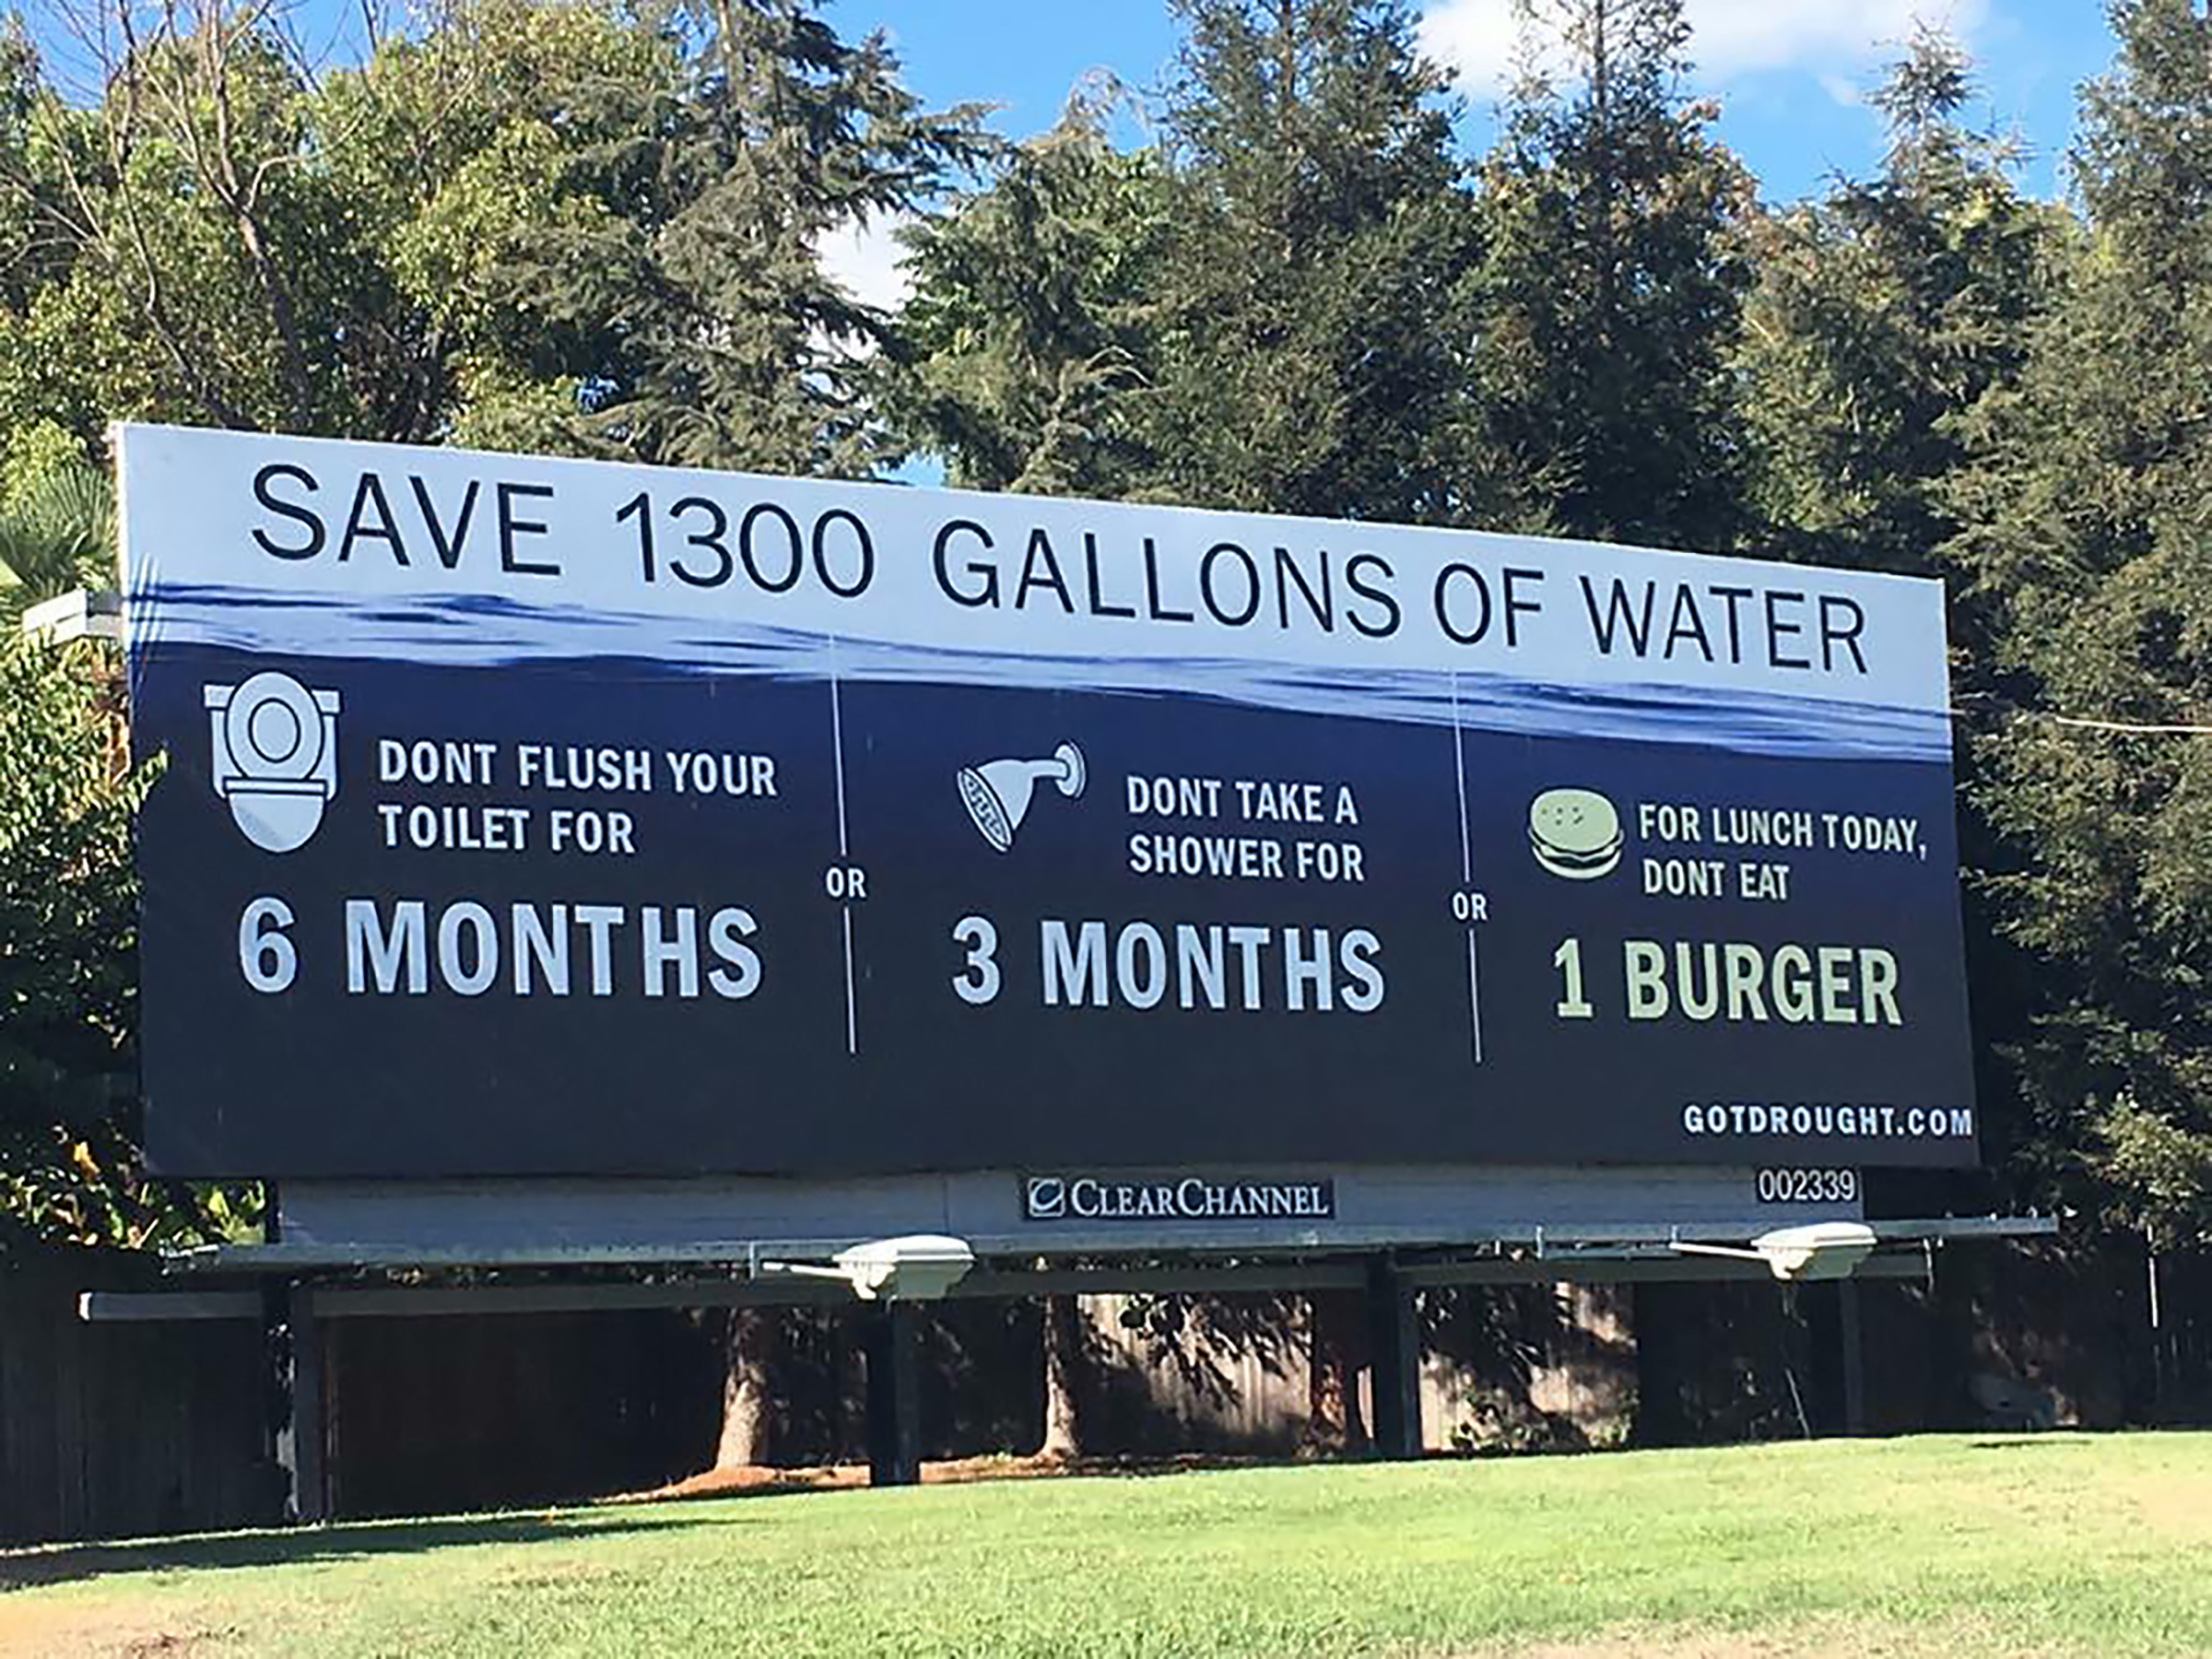 SAVE 1300 GALLONS OF WATER
DONT FLUSH YOUR
TOILET FOR
6 MONTHS
OR
DONT TAKE A
SHOWER FOR
3 MONTHS
OR
FOR LUNCH TODAY,
DONT EAT
1 BURGER
GOTDROUGHT.COM
CLEARCHANNEL
002339